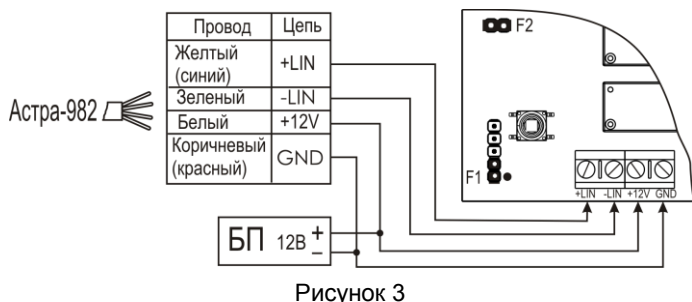 Провод Цепь
Желтый
(синий) +LIN
Зеленый -LIN
Белый +12V
Коричневый
(красный) GND
Астра-982
БП 12В + −
F2
F1
+LIN -LIN +12V GND
Рисунок 3